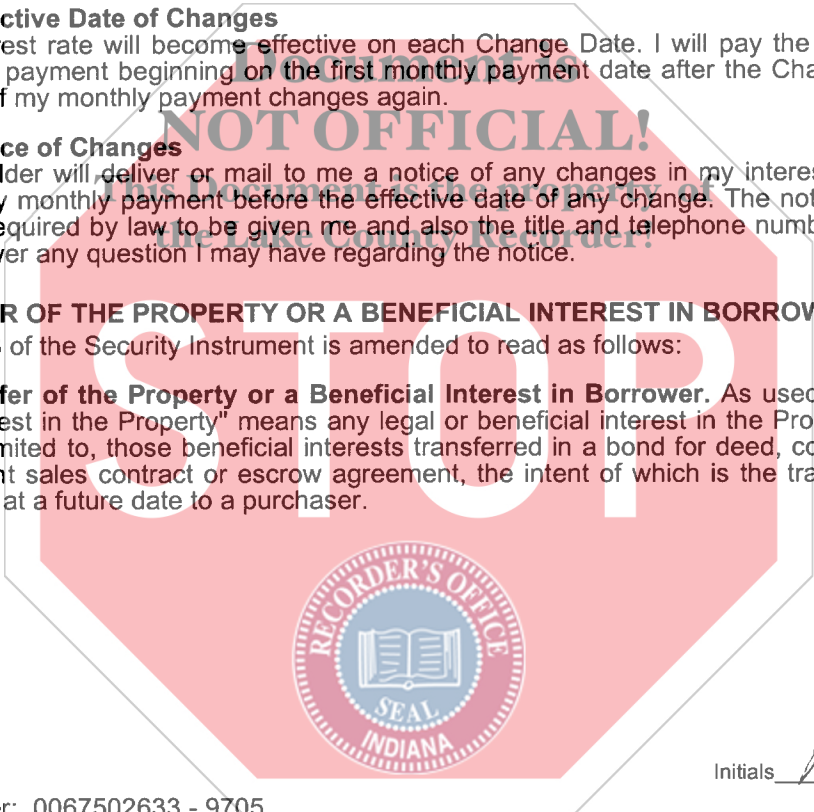 ctive Date of Changes
rest rate will become effective on each Change Date. I will pay the
payment beginning on the first monthly payment date after the Cha
f my monthly payment changes again.
Document is
NOT OFFICIAL!
This Document is the property of
the Lake County Recorder!
ce of Changes
lder will deliver or mail to me a notice of any changes in my interes
y monthly payment before the effective date of any change. The not
equired by law to be given me and also the title and telephone numb
er any question I may have regarding the notice.
R OF THE PROPERTY OR A BENEFICIAL INTEREST IN BORROW
of the Security Instrument is amended to read as follows:
fer of the Property or a Beneficial Interest in Borrower. As used
est in the Property" means any legal or beneficial interest in the Pro
mited to, those beneficial interests transferred in a bond for deed, co
nt sales contract or escrow agreement, the intent of which is the tra
at a future date to a purchaser.
STOP
RECORDER'S OFFICE
SEAL
INDIANA
Initials
er: 0067502633 - 9705